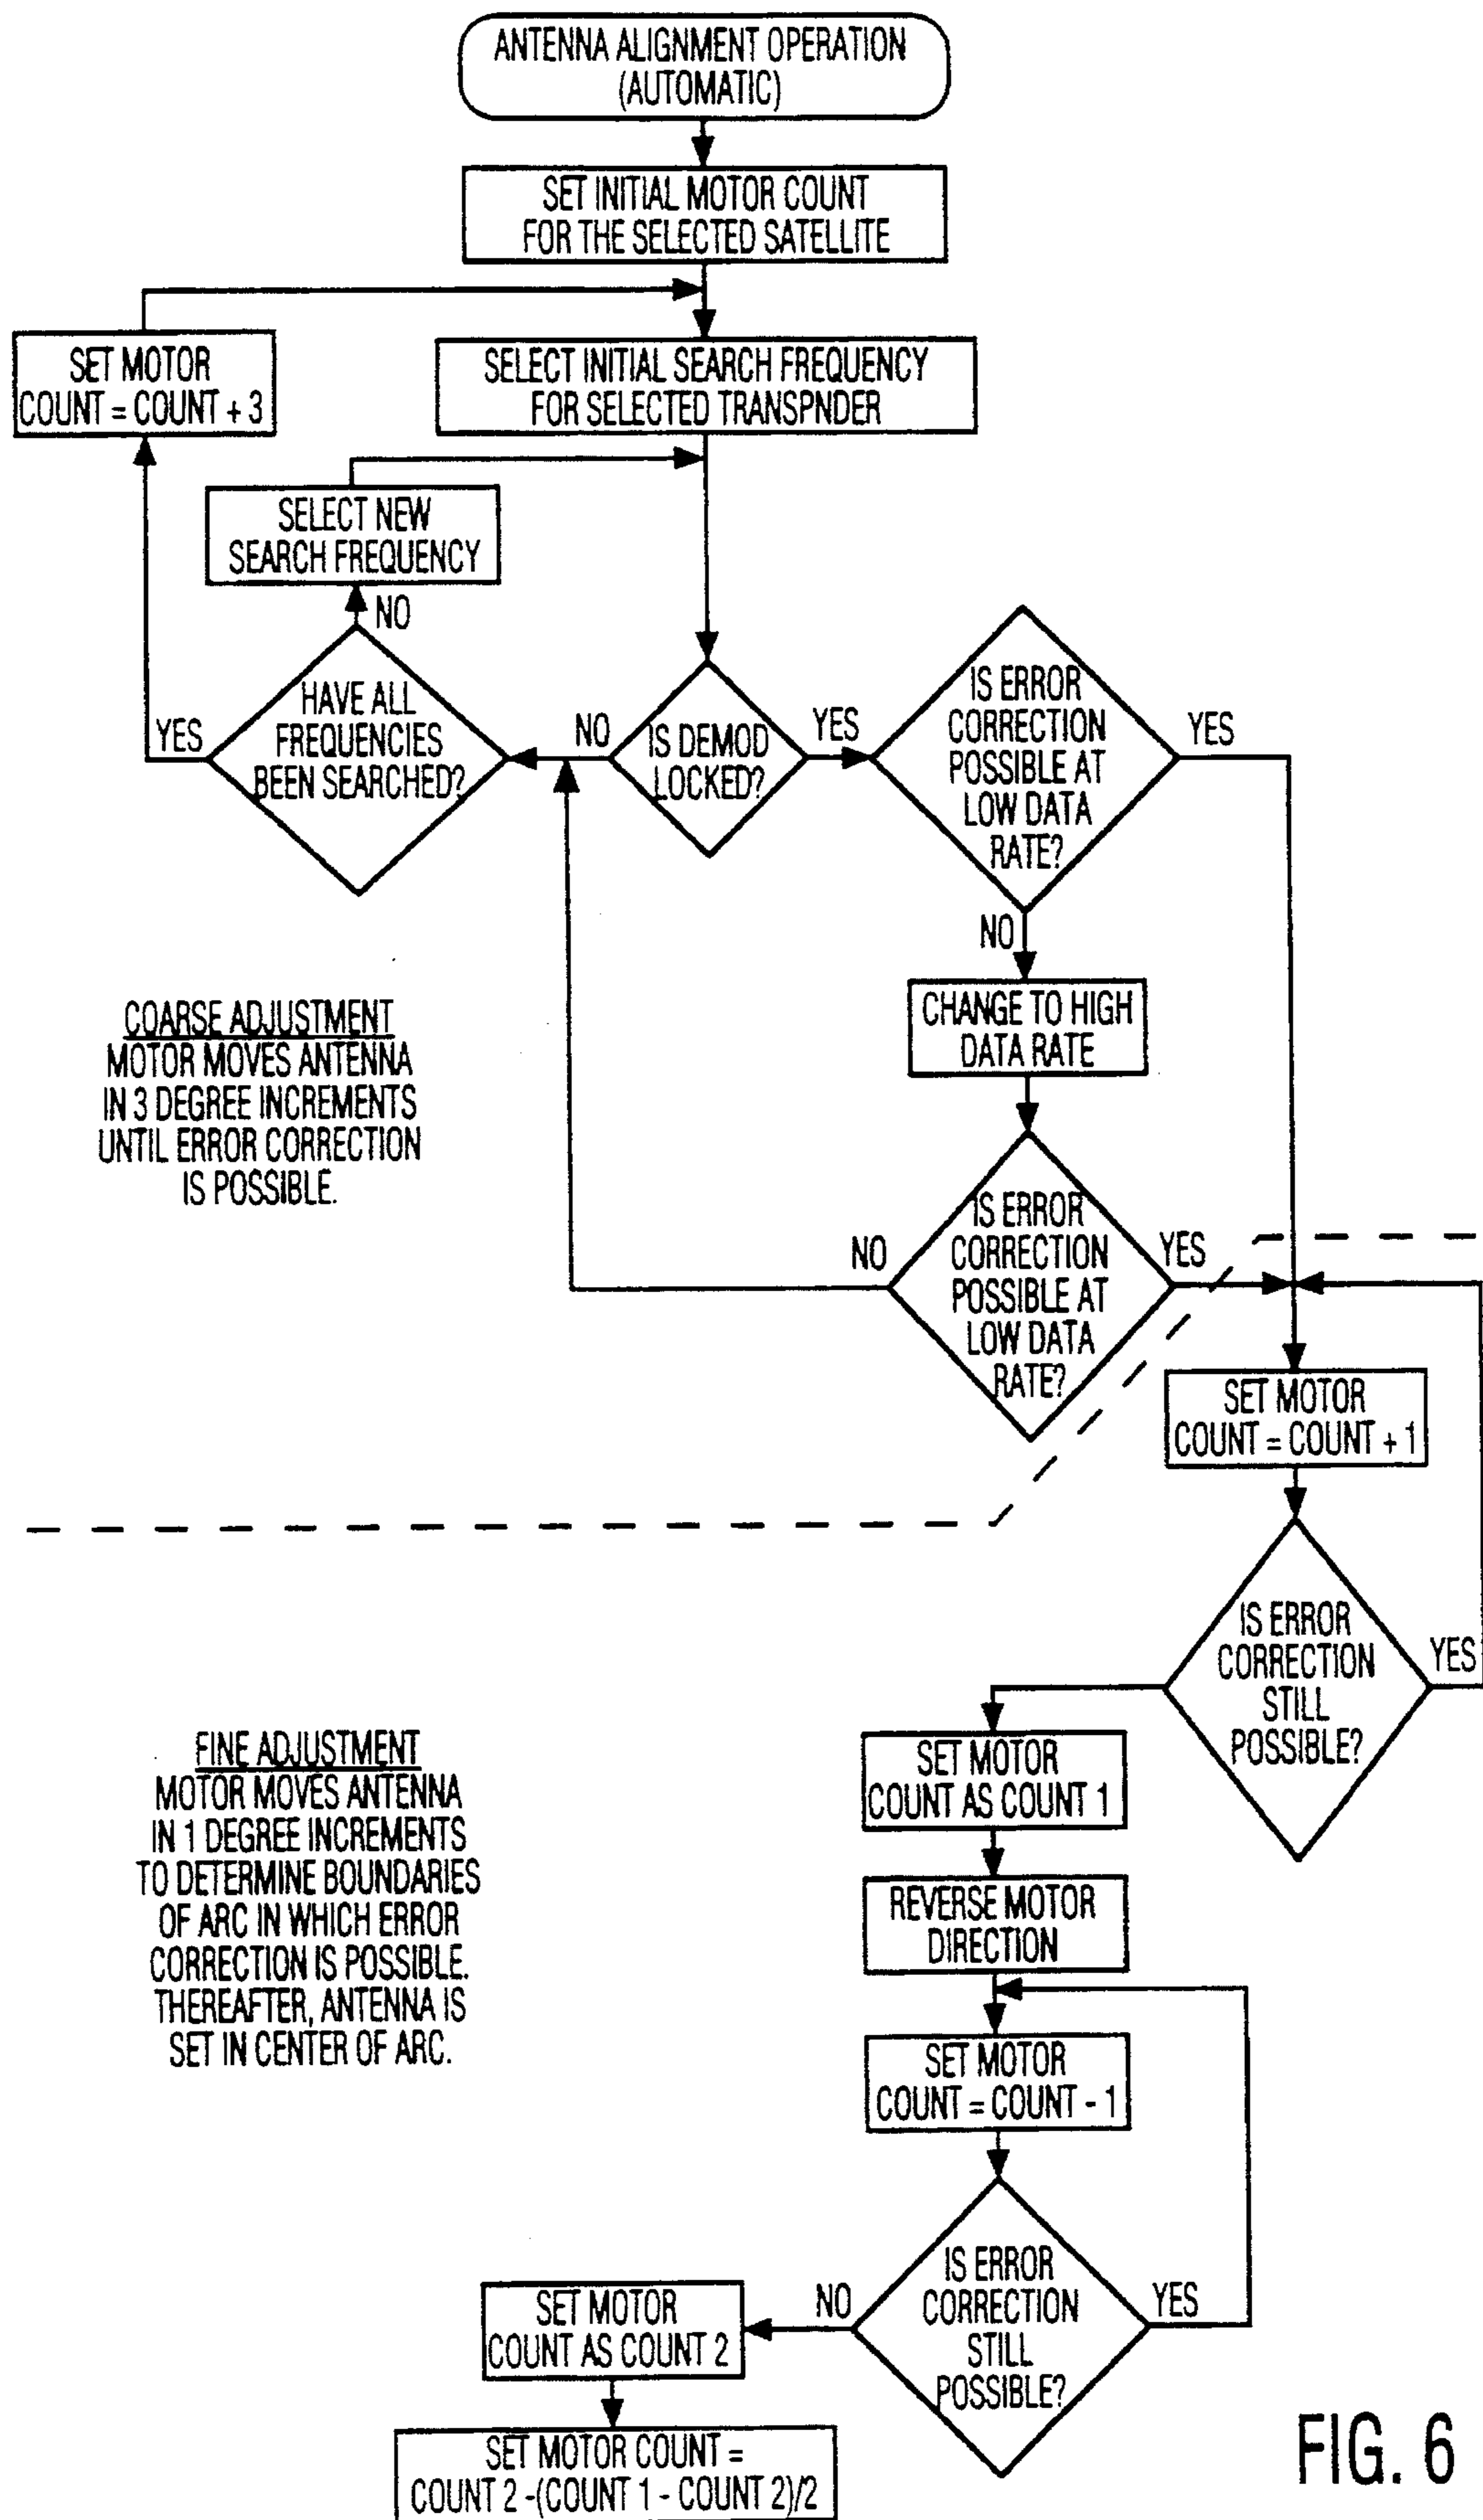 ANTENNA ALIGNMENT OPERATION
(AUTOMATIC)
SET INITIAL MOTOR COUNT
FOR THE SELECTED SATELLITE
SET MOTOR
COUNT = COUNT + 3
SELECT INITIAL SEARCH FREQUENCY
FOR SELECTED TRANSPNDER
SELECT NEW
SEARCH FREQUENCY
NO
HAVE ALL
FREQUENCIES
BEEN SEARCHED?
YES
NO
IS DEMOD
LOCKED?
YES
IS ERROR
CORRECTION
POSSIBLE AT
LOW DATA
RATE?
YES
NO
CHANGE TO HIGH
DATA RATE
COARSE ADJUSTMENT
MOTOR MOVES ANTENNA
IN 3 DEGREE INCREMENTS
UNTIL ERROR CORRECTION
IS POSSIBLE.
NO
IS ERROR
CORRECTION
POSSIBLE AT
LOW DATA
RATE?
YES
SET MOTOR
COUNT = COUNT + 1
IS ERROR
CORRECTION
STILL
POSSIBLE?
YES
SET MOTOR
COUNT AS COUNT 1
FINE ADJUSTMENT
MOTOR MOVES ANTENNA
IN 1 DEGREE INCREMENTS
TO DETERMINE BOUNDARIES
OF ARC IN WHICH ERROR
CORRECTION IS POSSIBLE.
THEREAFTER, ANTENNA IS
SET IN CENTER OF ARC.
REVERSE MOTOR
DIRECTION
SET MOTOR
COUNT = COUNT - 1
IS ERROR
CORRECTION
STILL
POSSIBLE?
YES
NO
SET MOTOR
COUNT AS COUNT 2
SET MOTOR COUNT =
COUNT 2 -(COUNT 1 - COUNT 2)/2
FIG. 6